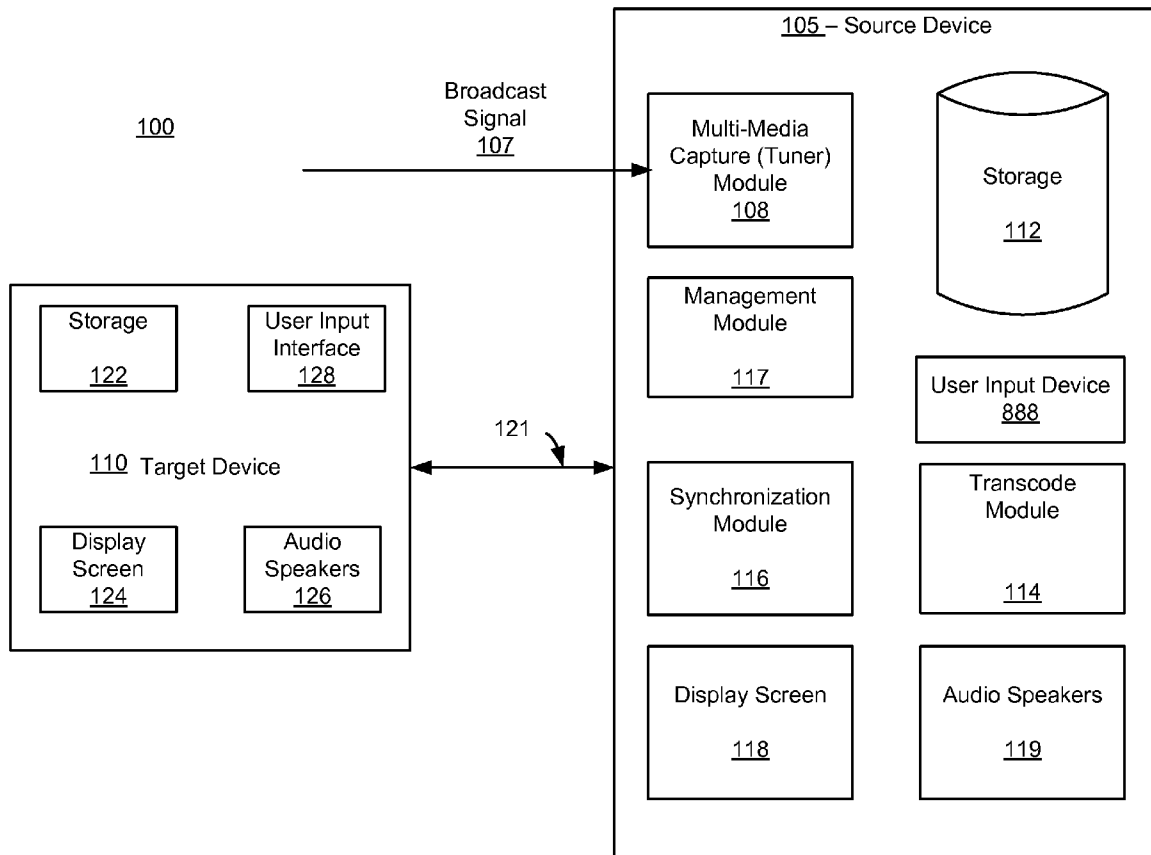 105 – Source Device
100
Broadcast
Signal
107
Multi-Media
Capture (Tuner)
Module
108
Storage
112
Management
Module
117
User Input Device
888
Storage
122
User Input
Interface
128
110 Target Device
Display
Screen
124
Audio
Speakers
126
121
Synchronization
Module
116
Transcode
Module
114
Display Screen
118
Audio Speakers
119